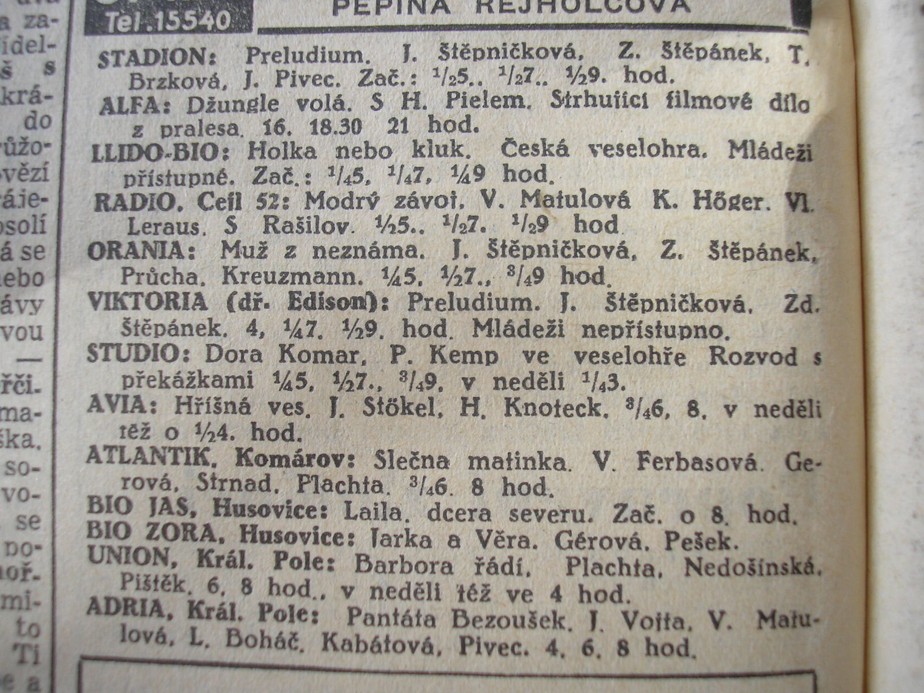 PEPINA REJHOLCOVÁ
Tel. 15540
STADION: Preludium. J. Štěpničková, Z. Štěpánek, T.
Brzková, J. Pivec. Zač.: ½5., ½7., ½9. hod.
ALFA: Džungle volá. S H. Pielem. Strhující filmové dílo
z pralesa. 16. 18.30 21 hod.
LLIDO-BIO: Holka nebo kluk. Česká veselohra. Mládeži
přístupné. Zač.: ¼5, ¼7, ¼9 hod.
RADIO, Cejl 52: Modrý závoj. V. Matulová K. Höger. Vl.
Leraus. S Rašilov. ½5., ½7. ½9 hod
ORANIA: Muž z neznáma. J. Štěpničková, Z. Štěpánek,
Průcha, Kreuzmann. ¼5, ½7., ¾9 hod.
VIKTORIA (dř. Edison): Preludium. J. Štěpničková, Zd.
Štěpánek. 4, ¼7. ½9. hod. Mládeži nepřístupno.
STUDIO: Dora Komar, P. Kemp ve veselohře Rozvod s
překážkami ¼5, ½7., ¾9, v neděli ¼3.
AVIA: Hříšná ves. J. Stökel, H. Knoteck. ¾6, 8. v neděli
též o ½4. hod.
ATLANTIK, Komárov: Slečna matinka. V. Ferbasová. Ge-
rová, Strnad, Plachta. ¾6. 8 hod.
BIO JAS, Husovice: Laila, dcera severu. Zač. o 8. hod.
BIO ZORA, Husovice: Jarka a Věra. Gérová, Pešek.
UNION, Král. Pole: Barbora řádí. Plachta, Nedošínská,
Pištěk. 6, 8 hod., v neděli též ve 4 hod.
ADRIA, Král. Pole: Pantáta Bezoušek. J. Vojta, V. Matu-
lová, L. Boháč, Kabátová, Pivec. 4, 6, 8 hod.